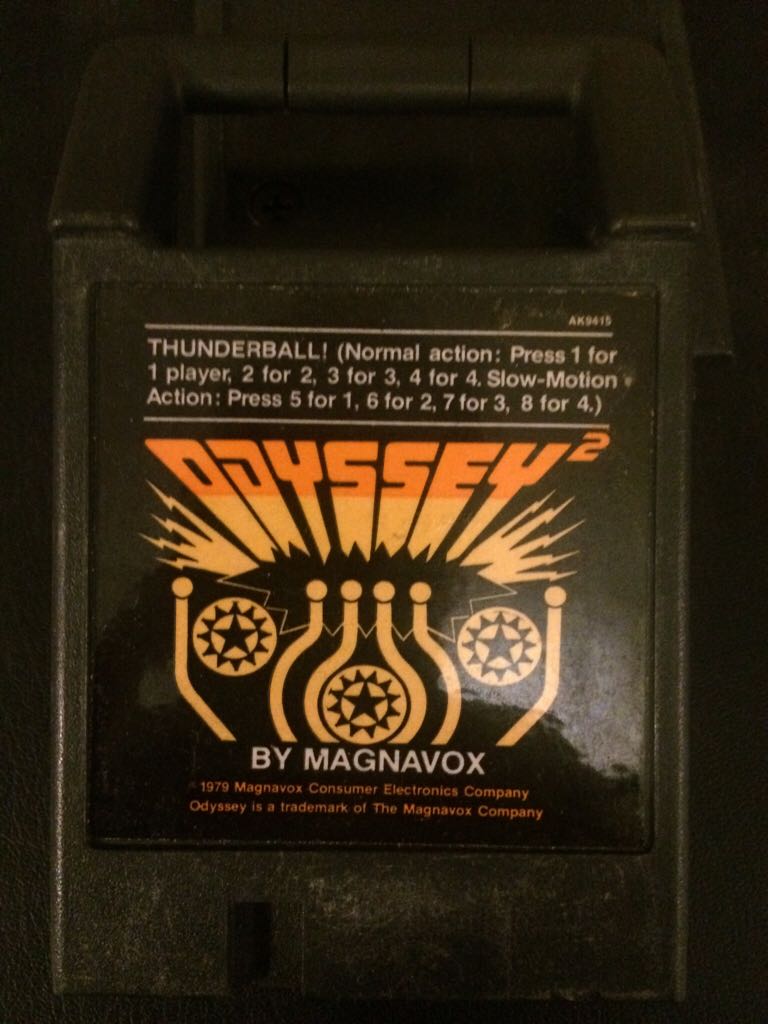 AK9415
THUNDERBALL! (Normal action: Press 1 for
1 player, 2 for 2, 3 for 3, 4 for 4. Slow-Motion
Action: Press 5 for 1, 6 for 2, 7 for 3, 8 for 4.)
ODYSSEY²
BY MAGNAVOX
1979 Magnavox Consumer Electronics Company
Odyssey is a trademark of The Magnavox Company